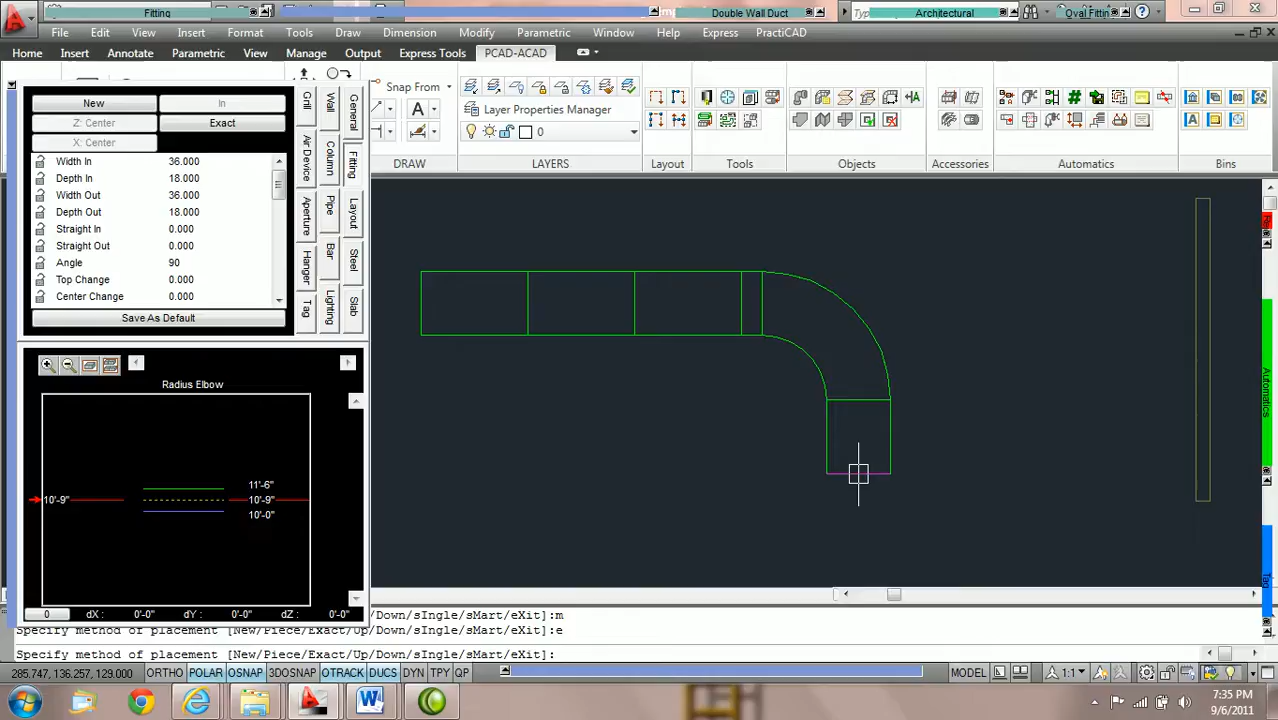 Fitting
Double Wall Duct
Architectural
Oval Fittin
File Edit View Insert Format Tools Draw Dimension Modify Parametric Window Help Express PractiCAD
Home Insert Annotate Parametric View Manage Output Express Tools PCAD-ACAD
Snap From
Layer Properties Manager
0
DRAW LAYERS Layout Tools Objects Accessories Automatics Bins
New In
Z: Center Exact
X: Center
Width In 36.000
Depth In 18.000
Width Out 36.000
Depth Out 18.000
Straight In 0.000
Straight Out 0.000
Angle 90
Top Change 0.000
Center Change 0.000
Save As Default
Grill Air Device Aperture Hanger Tag
Wall Column Pipe Bar Lighting
General Fitting Layout Steel Slab
Radius Elbow
11'-6"
10'-9" 10'-9"
10'-0"
0 dX: 0'-0" dY: 0'-0" dZ: 0'-0"
Automatics
/Down/sIngle/sMart/eXit]:m
Specify method of placement [New/Piece/Exact/Up/Down/sIngle/sMart/eXit]:e
Specify method of placement [New/Piece/Exact/Up/Down/sIngle/sMart/eXit]:
285.747, 136.257, 129.000 ORTHO POLAR OSNAP 3DOSNAP OTRACK DUCS DYN TPY QP MODEL 1:1
7:35 PM
9/6/2011